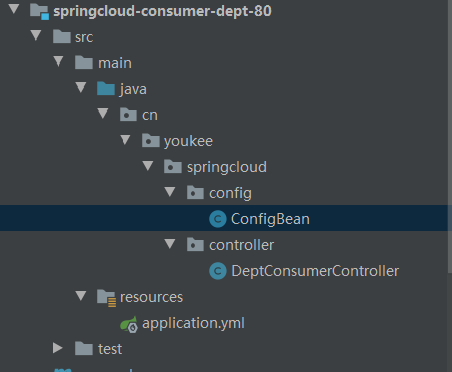 springcloud-consumer-dept-80
src
main
java
cn
youkee
springcloud
config
ConfigBean
controller
DeptConsumerController
resources
application.yml
test